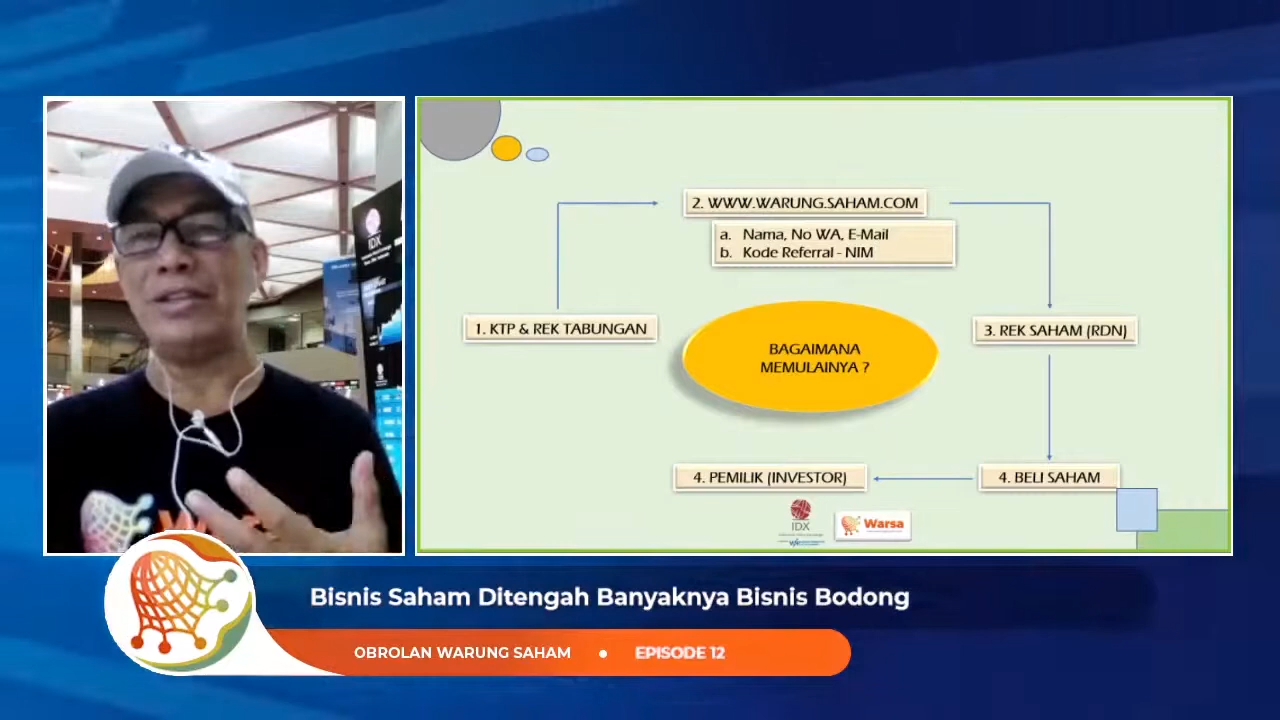 IDX
2. WWW.WARUNG.SAHAM.COM
a. Nama, No WA, E-Mail
b. Kode Referral - NIM
1. KTP & REK TABUNGAN
BAGAIMANA
MEMULAINYA ?
3. REK SAHAM (RDN)
4. PEMILIK (INVESTOR)
4. BELI SAHAM
IDX
Warsa
Bisnis Saham Ditengah Banyaknya Bisnis Bodong
OBROLAN WARUNG SAHAM • EPISODE 12